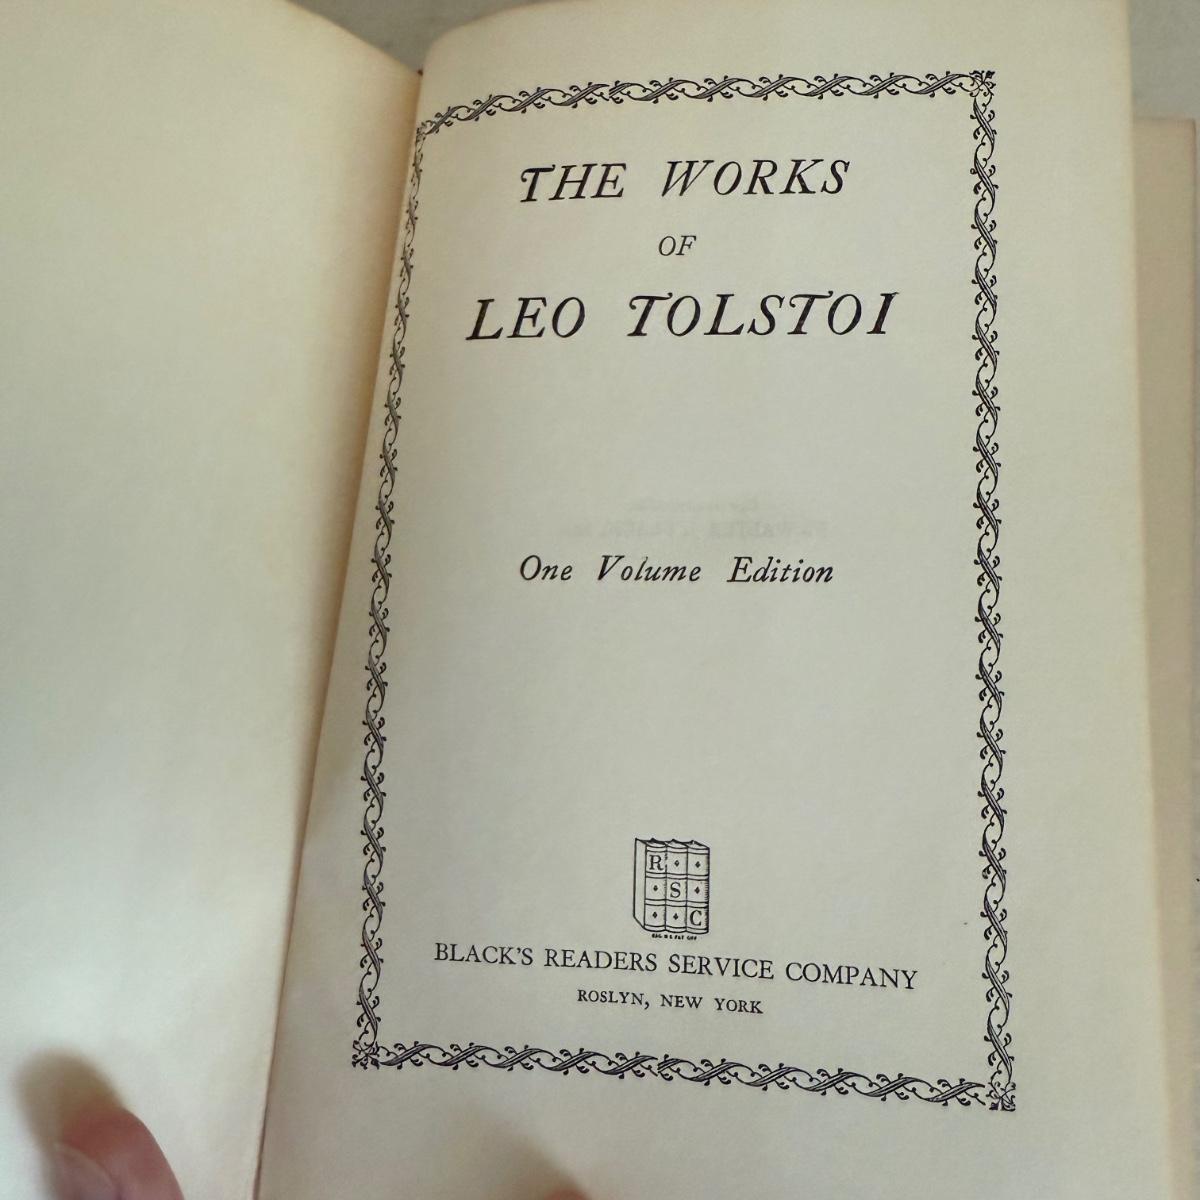 THE WORKS
OF
LEO TOLSTOI
One Volume Edition
R
S
C
BLACK'S READERS SERVICE COMPANY
ROSLYN, NEW YORK